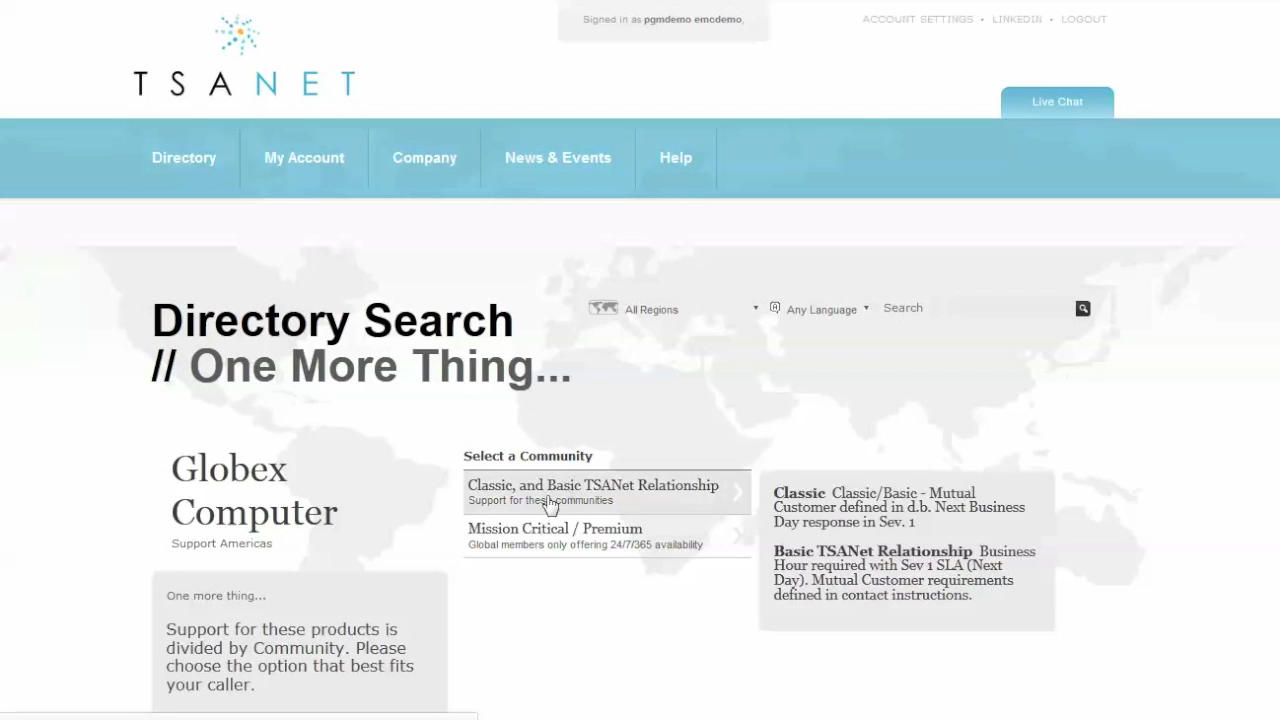 Signed in as pgmdemo emcdemo,
ACCOUNT SETTINGS • LINKEDIN • LOGOUT
TSANET
Live Chat
Directory
My Account
Company
News & Events
Help
Directory Search
// One More Thing...
All Regions
Any Language
Search
Globex
Computer
Support Americas
Select a Community
Classic, and Basic TSANet Relationship
Support for these communities
Mission Critical / Premium
Global members only offering 24/7/365 availability
Classic Classic/Basic - Mutual
Customer defined in d.b. Next Business
Day response in Sev. 1
Basic TSANet Relationship Business
Hour required with Sev 1 SLA (Next
Day). Mutual Customer requirements
defined in contact instructions.
One more thing...
Support for these products is
divided by Community. Please
choose the option that best fits
your caller.